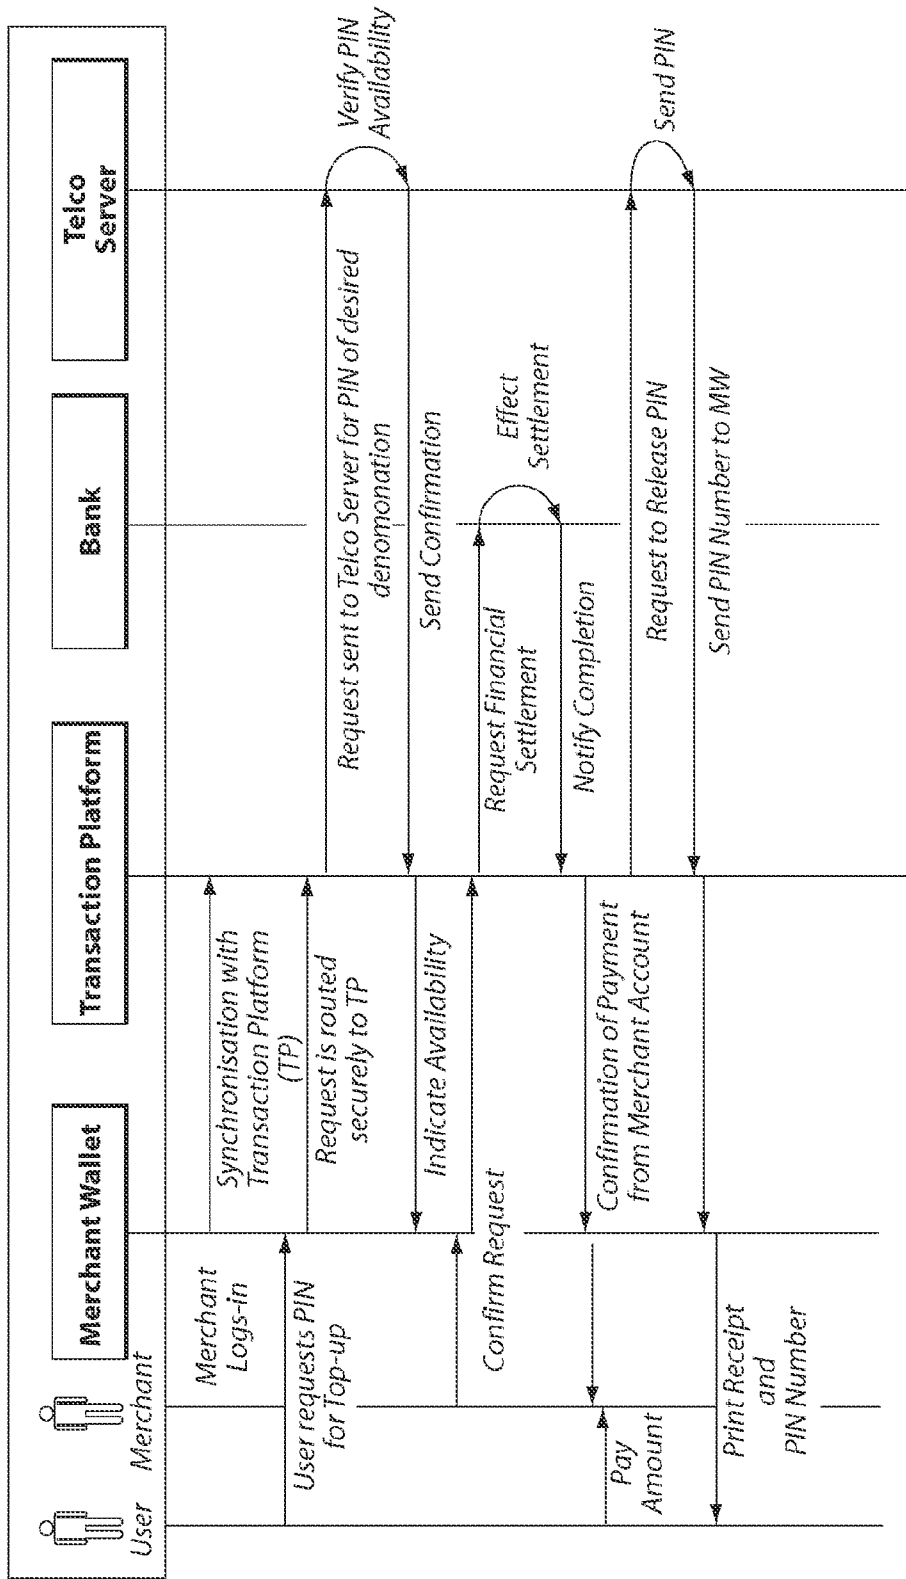 User
Merchant
Merchant Wallet
Transaction Platform
Bank
Telco
Server
Merchant
Logs-in
Synchronisation with
Transaction Platform
(TP)
User requests PIN
for Top-up
Request is routed
securely to TP
Request sent to Telco Server for PIN of desired
denomonation
Verify PIN
Availability
Send Confirmation
Indicate Availability
Confirm Request
Request Financial
Settlement
Effect
Settlement
Notify Completion
Confirmation of Payment
from Merchant Account
Pay
Amount
Request to Release PIN
Send PIN
Send PIN Number to MW
Print Receipt
and
PIN Number